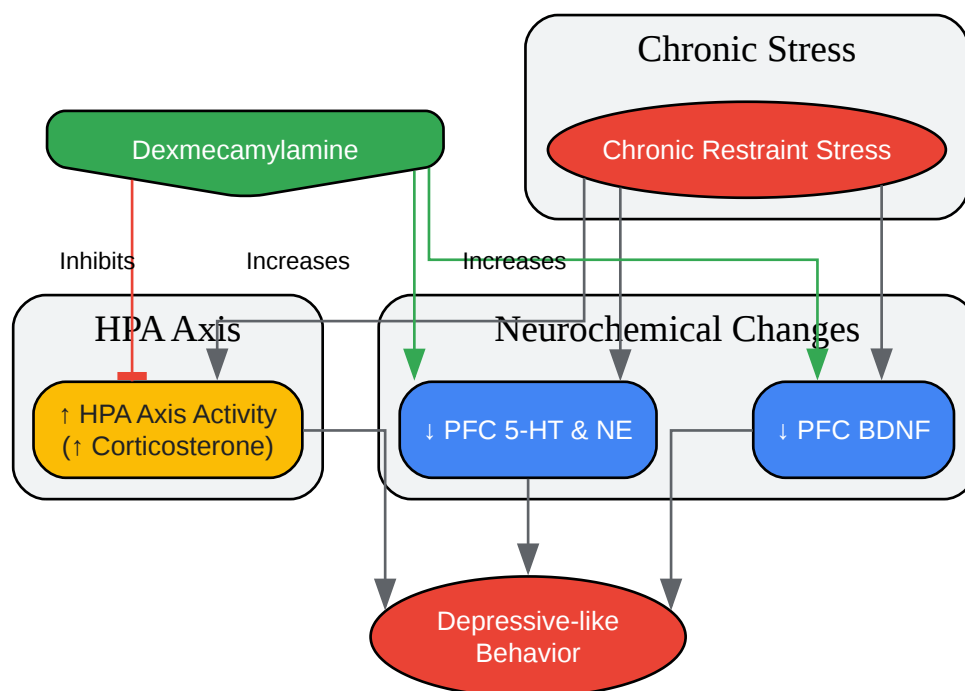 Chronic Stress
Dexmecamylamine
Chronic Restraint Stress
Inhibits
Increases
Increases
HPA Axis
Neurochemical Changes
↑ HPA Axis Activity
(↑ Corticosterone)
↓ PFC 5-HT & NE
↓ PFC BDNF
Depressive-like
Behavior